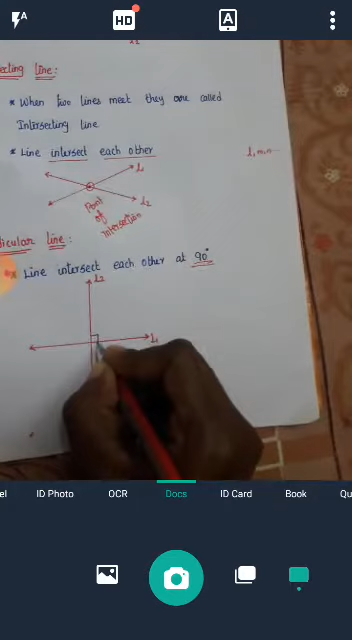 HD
A
A
L2
ecting line:
* When two lines meet they are called
Intersecting line
* Line intersect each other
l, m, n
L1
L2
Point
of
Intersection
dicular line:
* Line intersect each other at 90°
L2
L1
el
ID Photo
OCR
Docs
ID Card
Book
Qu